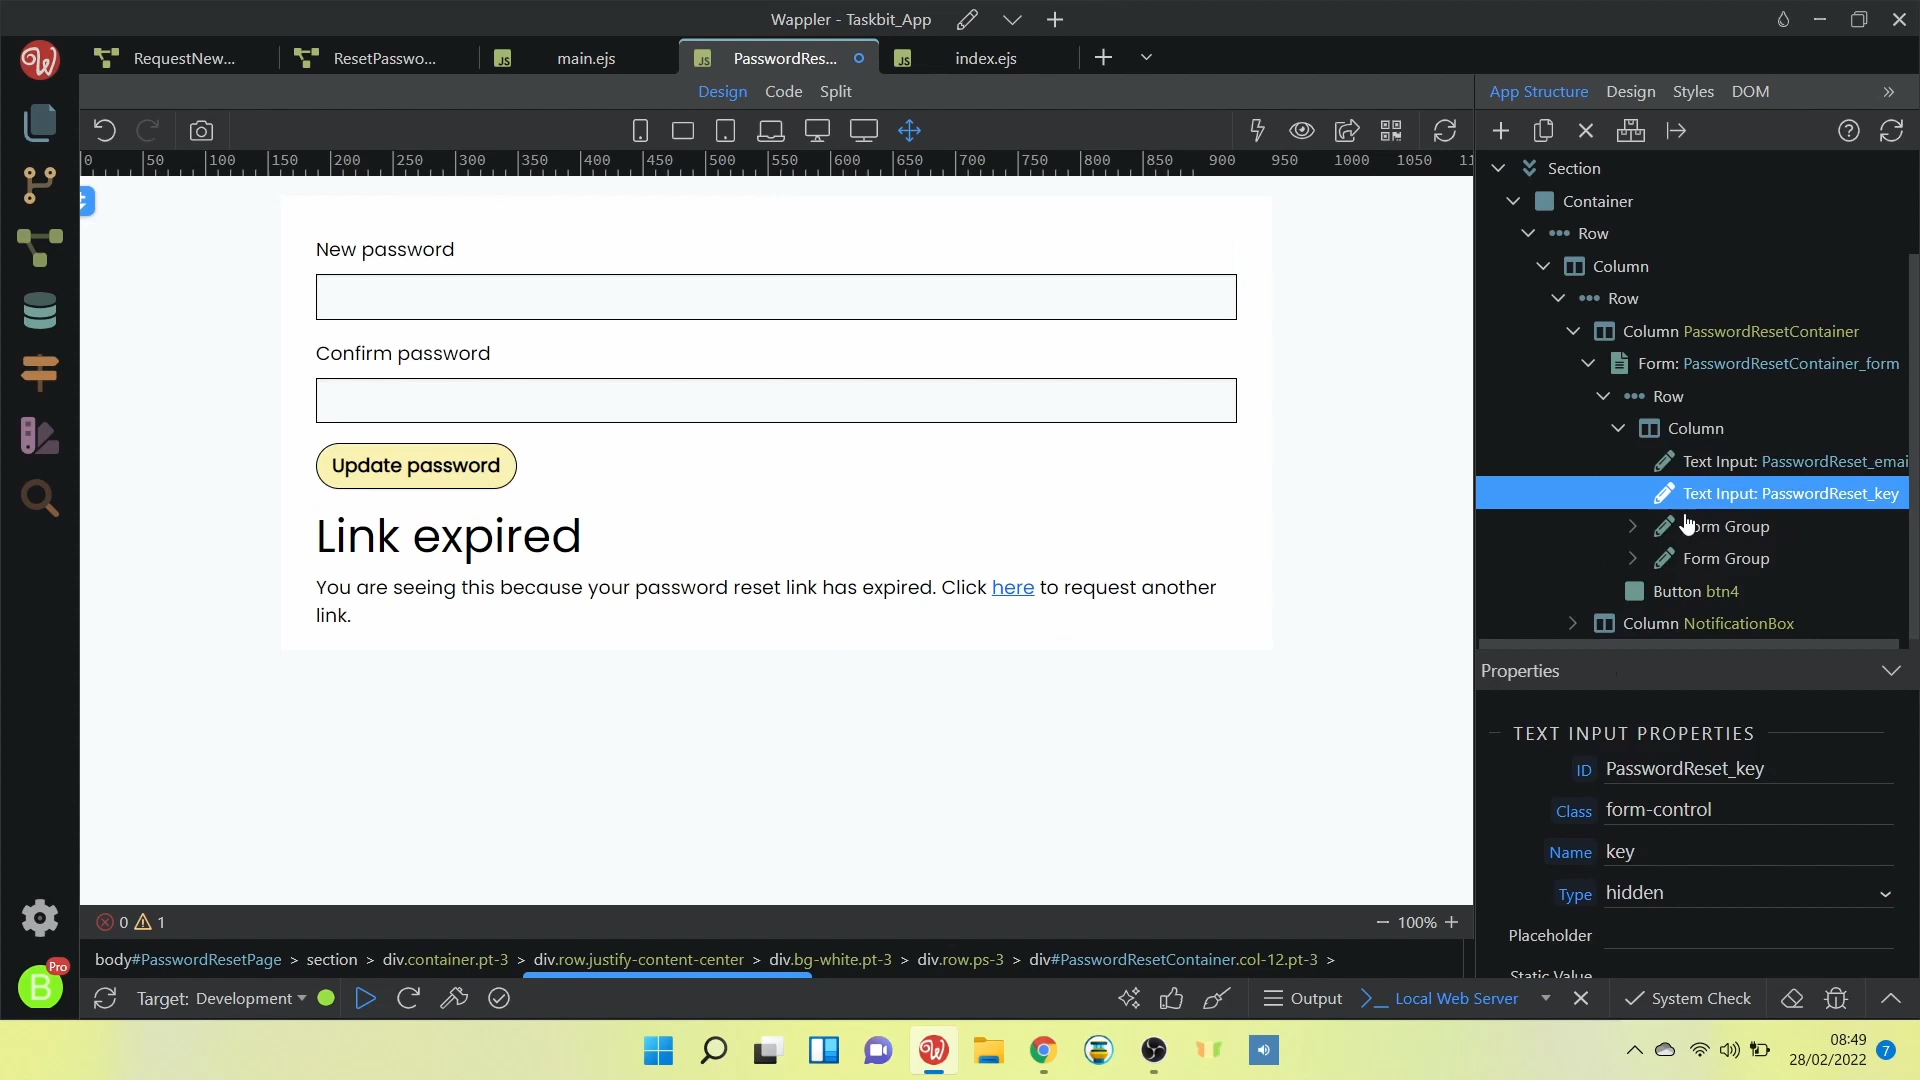 Wappler - Taskbit_App
RequestNew...
ResetPasswo...
main.ejs
PasswordRes...
index.ejs
Design Code Split
App Structure Design Styles DOM
0 50 100 150 200 250 300 350 400 450 500 550 600 650 700 750 800 850 900 950 1000 1050 11
New password
Confirm password
Update password
Link expired
You are seeing this because your password reset link has expired. Click here to request another
link.
Section
Container
Row
Column
Row
Column PasswordResetContainer
Form: PasswordResetContainer_form
Row
Column
Text Input: PasswordReset_emai
Text Input: PasswordReset_key
orm Group
Form Group
Button btn4
Column NotificationBox
Properties
TEXT INPUT PROPERTIES
ID PasswordReset_key
Class form-control
Name key
Type hidden
Placeholder
Static Value
0 1
100%
body#PasswordResetPage > section > div.container.pt-3 > div.row.justify-content-center > div.bg-white.pt-3 > div.row.ps-3 > div#PasswordResetContainer.col-12.pt-3 >
Pro
B
Target: Development
Output
Local Web Server
System Check
08:49
28/02/2022
7